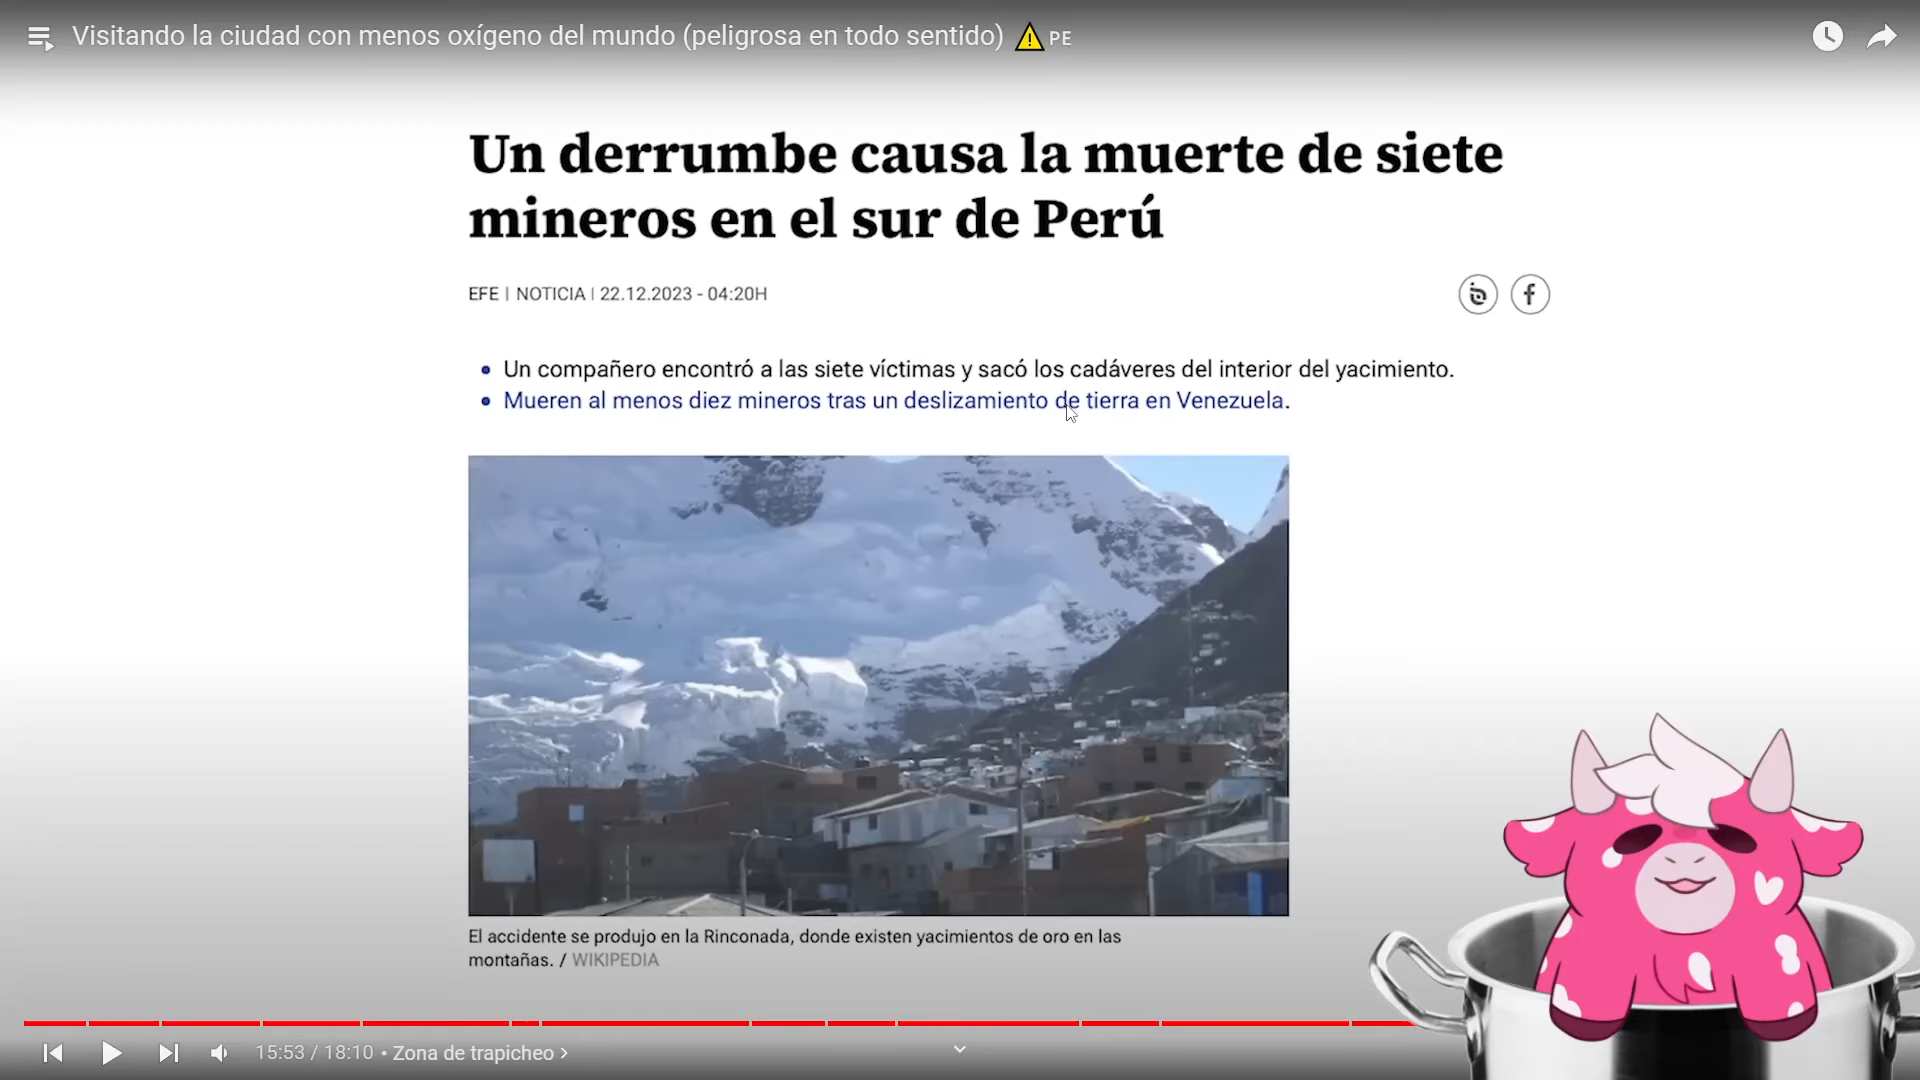 Visitando la ciudad con menos oxígeno del mundo (peligrosa en todo sentido) ⚠️ PE
Un derrumbe causa la muerte de siete
mineros en el sur de Perú
EFE | NOTICIA | 22.12.2023 - 04:20H
• Un compañero encontró a las siete víctimas y sacó los cadáveres del interior del yacimiento.
• Mueren al menos diez mineros tras un deslizamiento de tierra en Venezuela.
El accidente se produjo en la Rinconada, donde existen yacimientos de oro en las
montañas. / WIKIPEDIA
15:53 / 18:10 • Zona de trapicheo >